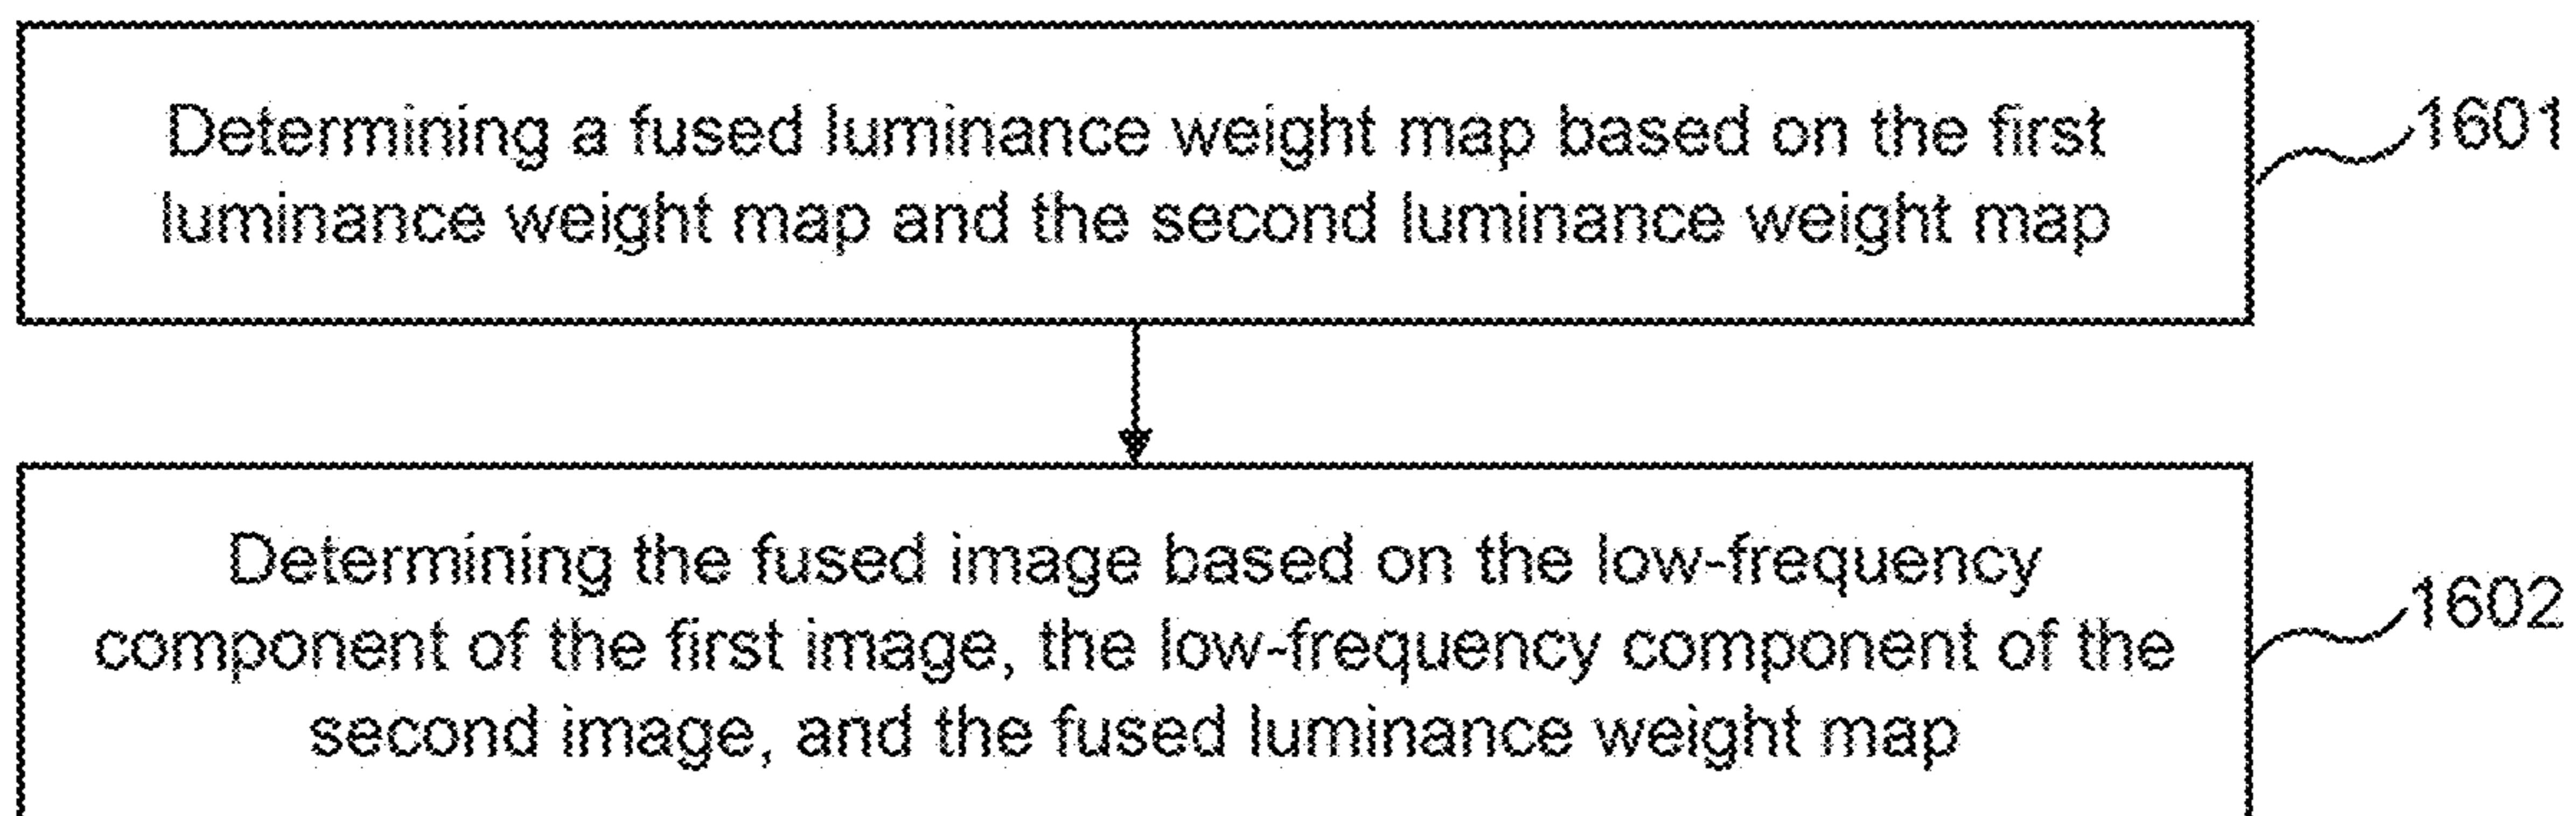 Determining a fused luminance weight map based on the first
luminance weight map and the second luminance weight map
1601
Determining the fused image based on the low-frequency
component of the first image, the low-frequency component of the
second image, and the fused luminance weight map
1602